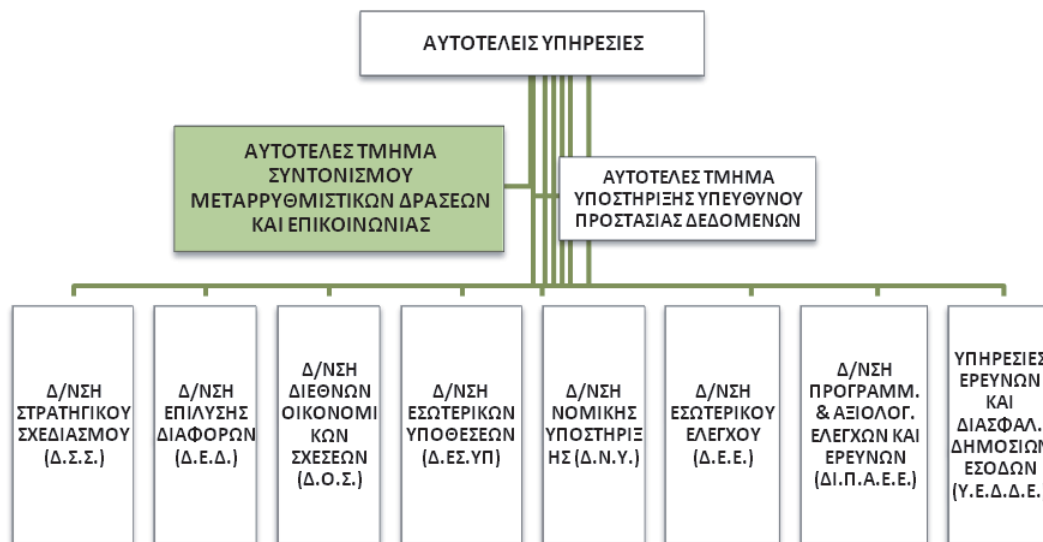 ΑΥΤΟΤΕΛΕΙΣ ΥΠΗΡΕΣΙΕΣ
ΑΥΤΟΤΕΛΕΣ ΤΜΗΜΑ
ΣΥΝΤΟΝΙΣΜΟΥ
ΜΕΤΑΡΡΥΘΜΙΣΤΙΚΩΝ ΔΡΑΣΕΩΝ
ΚΑΙ ΕΠΙΚΟΙΝΩΝΙΑΣ
ΑΥΤΟΤΕΛΕΣ ΤΜΗΜΑ
ΥΠΟΣΤΗΡΙΞΗΣ ΥΠΕΥΘΥΝΟΥ
ΠΡΟΣΤΑΣΙΑΣ ΔΕΔΟΜΕΝΩΝ
Δ/ΝΣΗ
ΣΤΡΑΤΗΓΙΚΟΥ
ΣΧΕΔΙΑΣΜΟΥ
(Δ.Σ.Σ.)
Δ/ΝΣΗ
ΕΠΙΛΥΣΗΣ
ΔΙΑΦΟΡΩΝ
(Δ.Ε.Δ.)
Δ/ΝΣΗ
ΔΙΕΘΝΩΝ
ΟΙΚΟΝΟΜΙ
ΚΩΝ
ΣΧΕΣΕΩΝ
(Δ.Ο.Σ.)
Δ/ΝΣΗ
ΕΣΩΤΕΡΙΚΩΝ
ΥΠΟΘΕΣΕΩΝ
(Δ.ΕΣ.ΥΠ)
Δ/ΝΣΗ
ΝΟΜΙΚΗΣ
ΥΠΟΣΤΗΡΙΞ
ΗΣ (Δ.Ν.Υ.)
Δ/ΝΣΗ
ΕΣΩΤΕΡΙΚΟΥ
ΕΛΕΓΧΟΥ
(Δ.Ε.Ε.)
Δ/ΝΣΗ
ΠΡΟΓΡΑΜΜ.
& ΑΞΙΟΛΟΓ.
ΕΛΕΓΧΩΝ ΚΑΙ
ΕΡΕΥΝΩΝ
(ΔΙ.Π.Α.Ε.Ε.)
ΥΠΗΡΕΣΙΕΣ
ΕΡΕΥΝΩΝ
ΚΑΙ
ΔΙΑΣΦΑΛ.
ΔΗΜΟΣΙΩΝ
ΕΣΟΔΩΝ
(Υ.Ε.Δ.Δ.Ε.